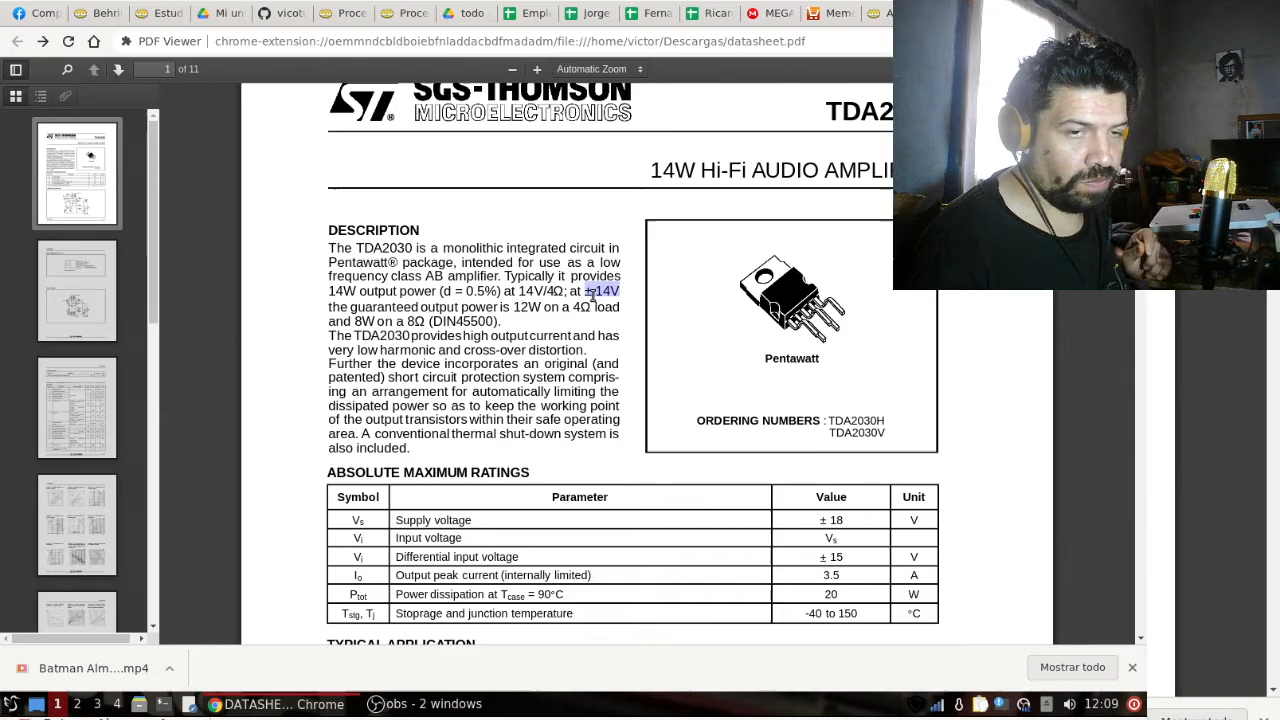 Comp
Behrir
Estud
Mi un
vicot
Proce
Proce
todo
Emple
Jorge
Ferna
Ricar
MEGA
Memo
PDF Viewer
chrome-extension://oemmndcbldboiebfnladdacbdfmadadm/file:///home/victor/Descargas/datasheet.pdf
1 of 11
Automatic Zoom
SGS-THOMSON
MICROELECTRONICS
TDA2
14W Hi-Fi AUDIO AMPLIF
DESCRIPTION
The TDA2030 is a monolithic integrated circuit in
Pentawatt® package, intended for use as a low
frequency class AB amplifier. Typically it provides
14W output power (d = 0.5%) at 14V/4Ω; at ± 14V
the guaranteed output power is 12W on a 4Ω load
and 8W on a 8Ω (DIN45500).
The TDA2030 provides high output current and has
very low harmonic and cross-over distortion.
Further the device incorporates an original (and
patented) short circuit protection system compris-
ing an arrangement for automatically limiting the
dissipated power so as to keep the working point
of the output transistors within their safe operating
area. A conventional thermal shut-down system is
also included.
Pentawatt
ORDERING NUMBERS : TDA2030H
TDA2030V
ABSOLUTE MAXIMUM RATINGS
Symbol Parameter Value Unit
Vs Supply voltage ± 18 V
Vi Input voltage Vs
Vi Differential input voltage ± 15 V
Io Output peak current (internally limited) 3.5 A
Ptot Power dissipation at Tcase = 90°C 20 W
Tstg, Tj Stoprage and junction temperature -40 to 150 °C
TYPICAL APPLICATION
Batman Alm....mp4
Mostrar todo
1 2 3 4
DATASHE... Chrome
obs - 2 windows
12:09